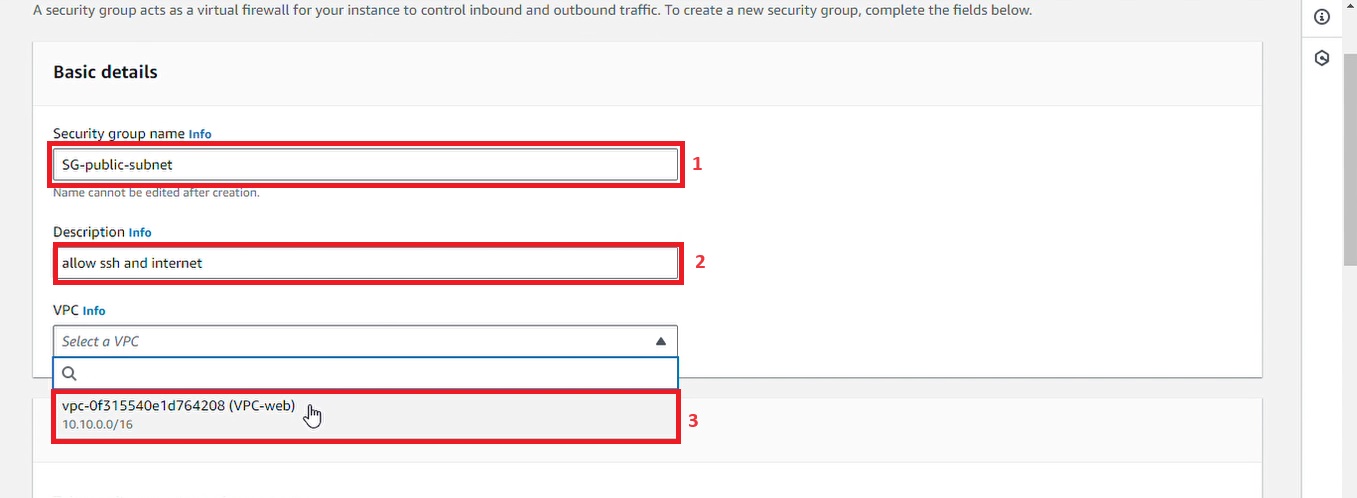 A security group acts as a virtual firewall for your instance to control inbound and outbound traffic. To create a new security group, complete the fields below.
Basic details
Security group name Info
SG-public-subnet
1
Name cannot be edited after creation.
Description Info
allow ssh and internet
2
VPC Info
Select a VPC
vpc-0f315540e1d764208 (VPC-web)
10.10.0.0/16
3